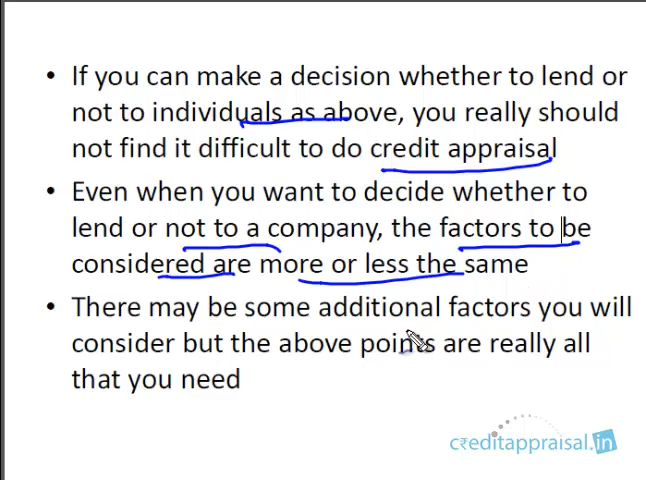 • If you can make a decision whether to lend or
not to individuals as above, you really should
not find it difficult to do credit appraisal
• Even when you want to decide whether to
lend or not to a company, the factors to be
considered are more or less the same
• There may be some additional factors you will
consider but the above points are really all
that you need
c₹editappraisal.in